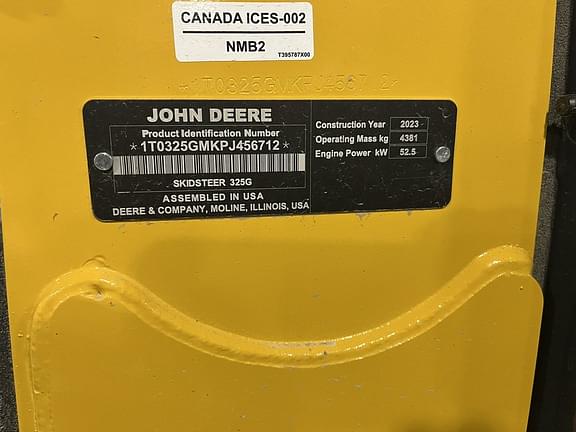 CANADA ICES-002
NMB2
T395787X00
JOHN DEERE
Product Identification Number
*1T0325GMKPJ456712*
SKIDSTEER 325G
ASSEMBLED IN USA
DEERE & COMPANY, MOLINE, ILLINOIS, USA
Construction Year 2023
Operating Mass kg 4381
Engine Power kW 52.5